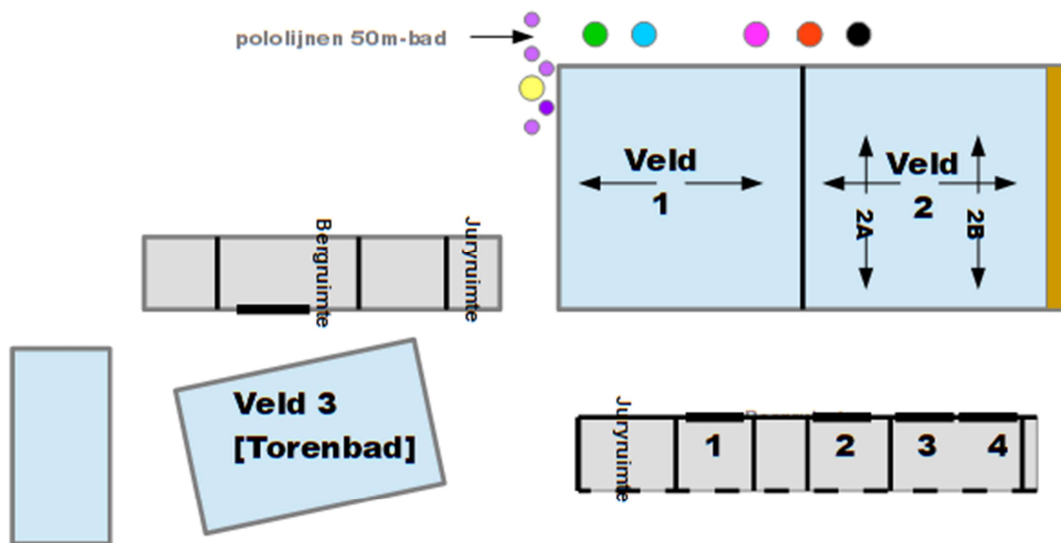 pololijnen 50m-bad
Veld
1
Veld
2
2A
2B
Bergruimte
Juryruimte
Veld 3
[Torenbad]
Juryruimte
1
2
3
4